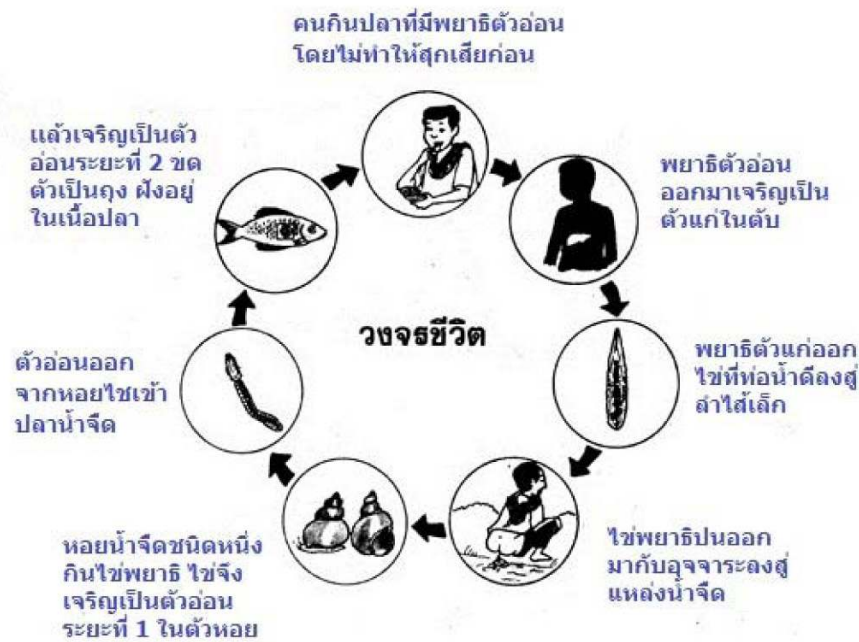 คนกินปลาที่มีพยาธิตัวอ่อน
โดยไม่ทำให้สุกเสียก่อน
พยาธิตัวอ่อน
ออกมาเจริญเป็น
ตัวแก่ในตับ
พยาธิตัวแก่ออก
ไข่ที่ท่อน้ำดีลงสู่
ลำไส้เล็ก
ไข่พยาธิปนออก
มากับอุจจาระลงสู่
แหล่งน้ำจืด
หอยน้ำจืดชนิดหนึ่ง
กินไข่พยาธิ ไข่จึง
เจริญเป็นตัวอ่อน
ระยะที่ 1 ในตัวหอย
ตัวอ่อนออก
จากหอยไชเข้า
ปลาน้ำจืด
แล้วเจริญเป็นตัว
อ่อนระยะที่ 2 ขด
ตัวเป็นถุง ฝังอยู่
ในเนื้อปลา
วงจรชีวิต